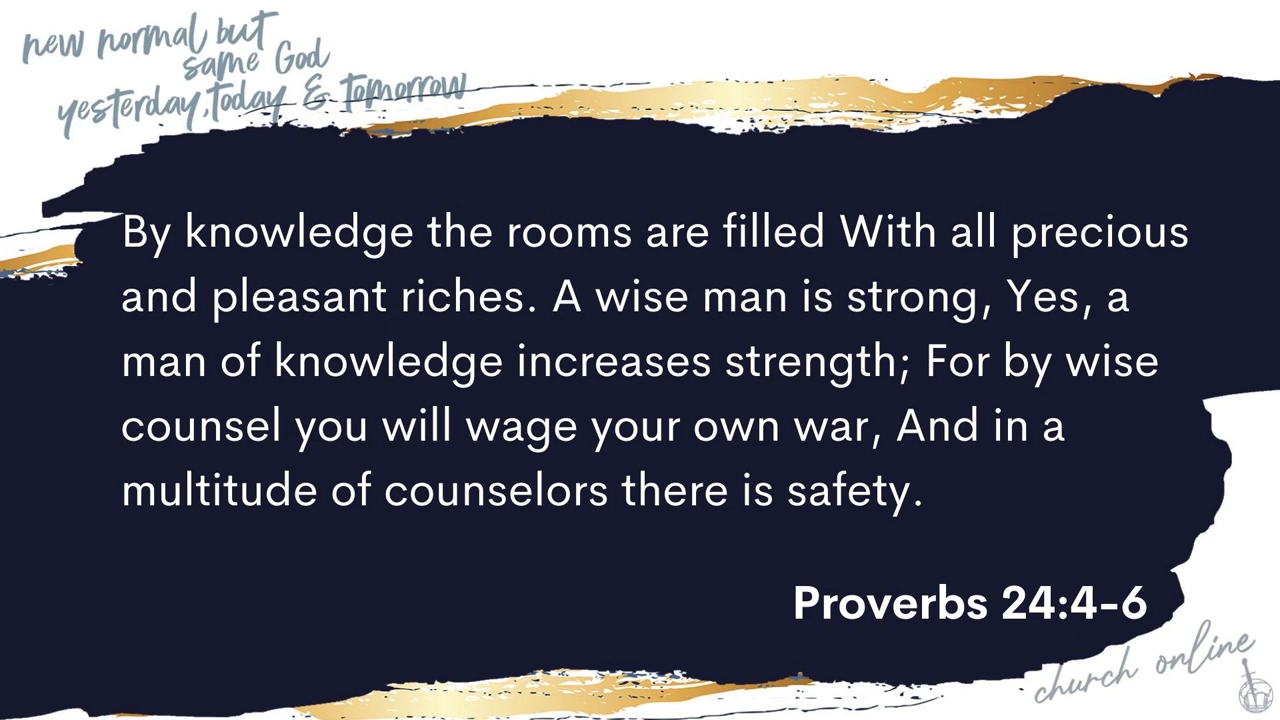 new normal but
same God
yesterday, today & tomorrow
By knowledge the rooms are filled With all precious
and pleasant riches. A wise man is strong, Yes, a
man of knowledge increases strength; For by wise
counsel you will wage your own war, And in a
multitude of counselors there is safety.
Proverbs 24:4-6
church online